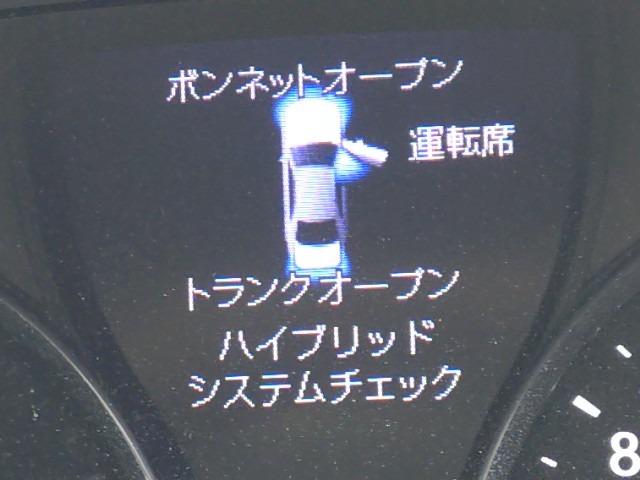 ボンネットオープン
運転席
トランクオープン
ハイブリッド
システムチェック
8